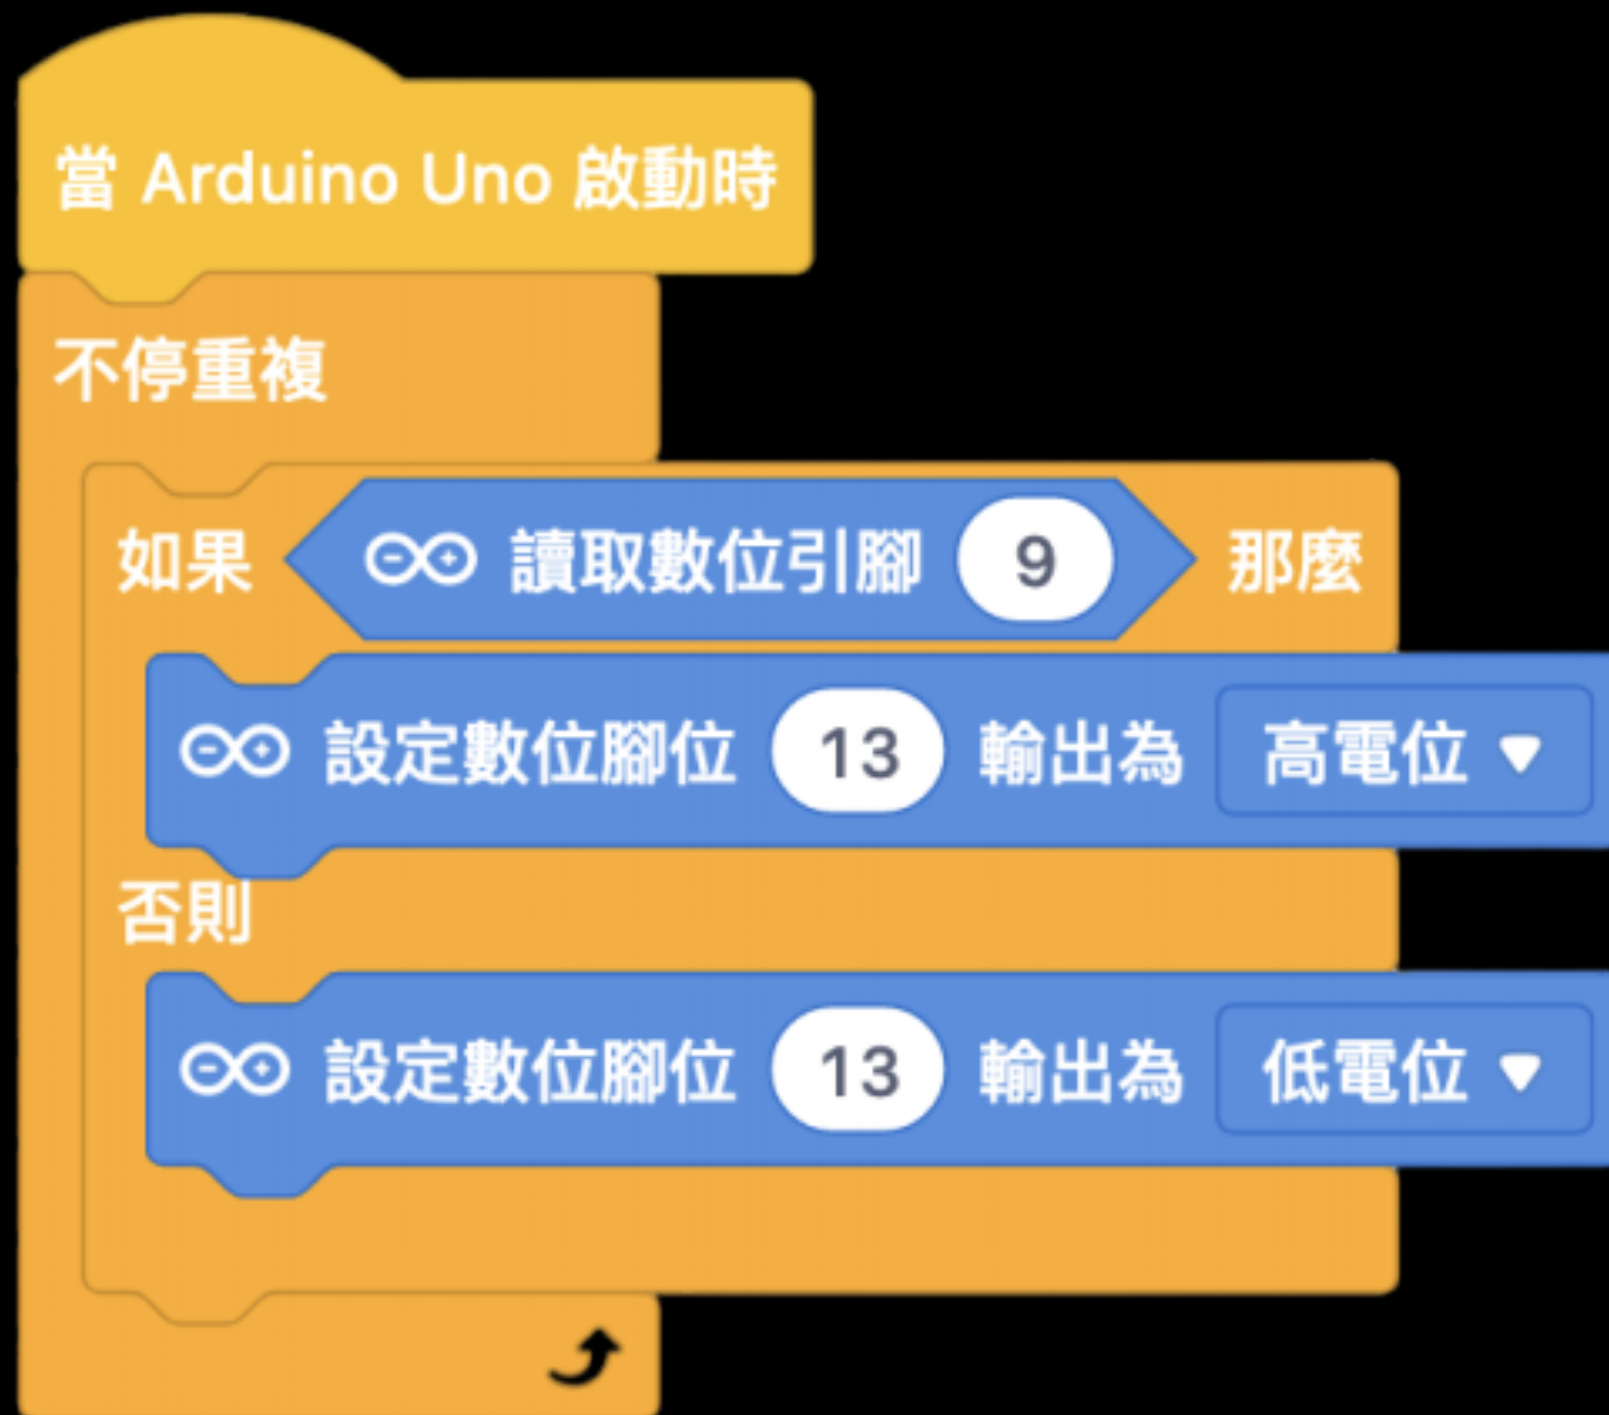 當 Arduino Uno 啟動時
不停重複
如果 讀取數位引腳 9 那麼
設定數位腳位 13 輸出為 高電位
否則
設定數位腳位 13 輸出為 低電位